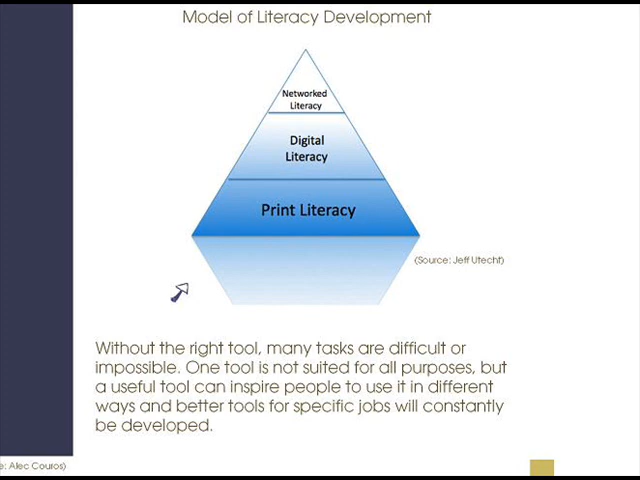 Model of Literacy Development
Networked
Literacy
Digital
Literacy
Print Literacy
(Source: Jeff Utecht)
Without the right tool, many tasks are difficult or
impossible. One tool is not suited for all purposes, but
a useful tool can inspire people to use it in different
ways and better tools for specific jobs will constantly
be developed.
e: Alec Couros)